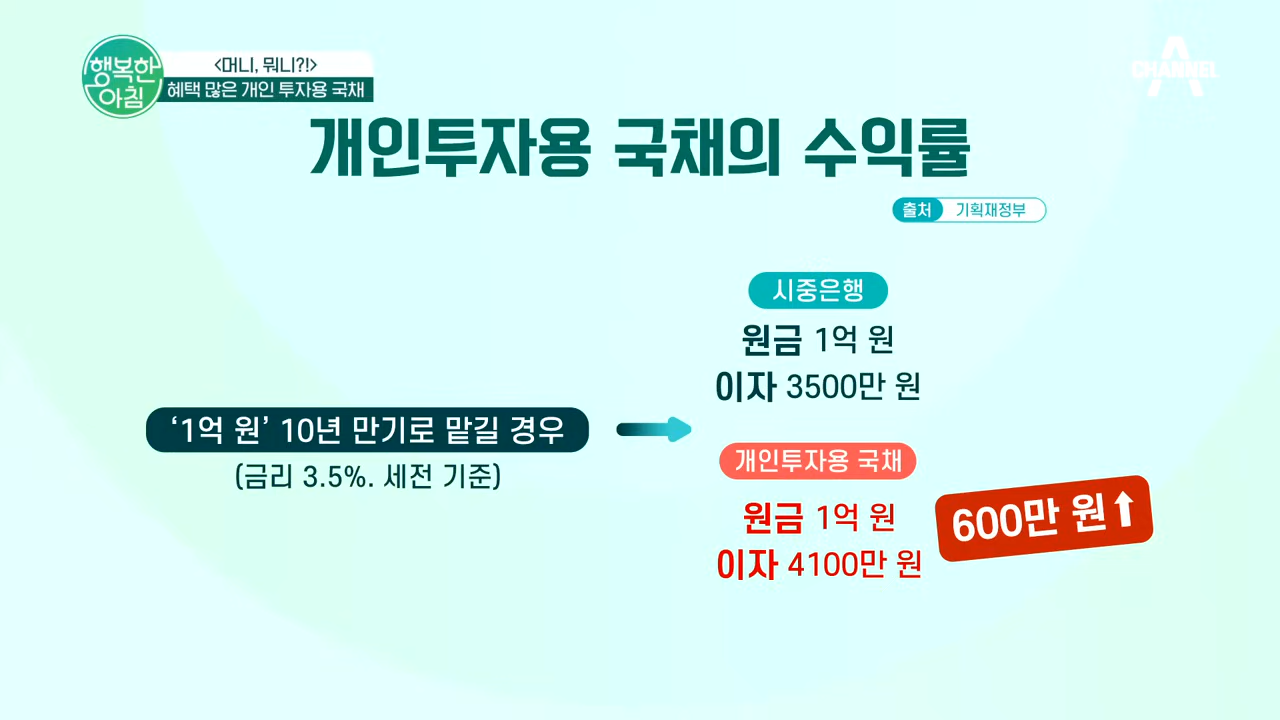 행복한
아침
<머니, 뭐니?!>
혜택 많은 개인 투자용 국채
CHANNEL A
개인투자용 국채의 수익률
출처 기획재정부
시중은행
원금 1억 원
이자 3500만 원
‘1억 원’ 10년 만기로 맡길 경우
(금리 3.5%. 세전 기준)
개인투자용 국채
원금 1억 원
이자 4100만 원
600만 원↑